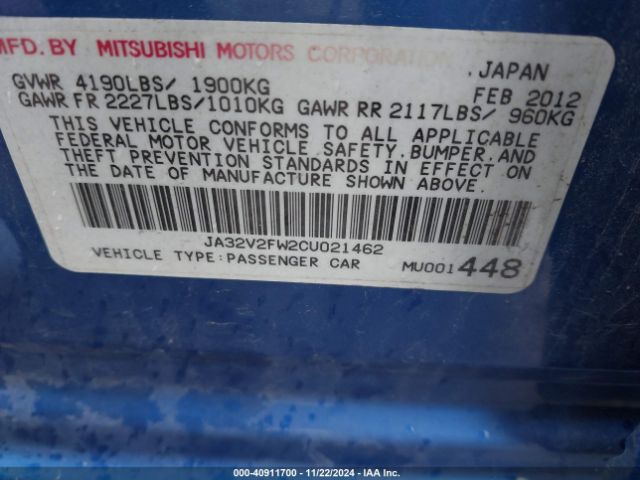 MFD.BY MITSUBISHI MOTORS CORPORATION
.JAPAN
GVWR 4190LBS/ 1900KG FEB 2012
GAWR FR 2227LBS/1010KG GAWR RR 2117LBS/ 960KG
THIS VEHICLE CONFORMS TO ALL APPLICABLE
FEDERAL MOTOR VEHICLE SAFETY,BUMPER,AND
THEFT PREVENTION STANDARDS IN EFFECT ON
THE DATE OF MANUFACTURE SHOWN ABOVE.
JA32V2FW2CU021462
VEHICLE TYPE:PASSENGER CAR MU001448
000-40911700 - 11/22/2024 - IAA Inc.